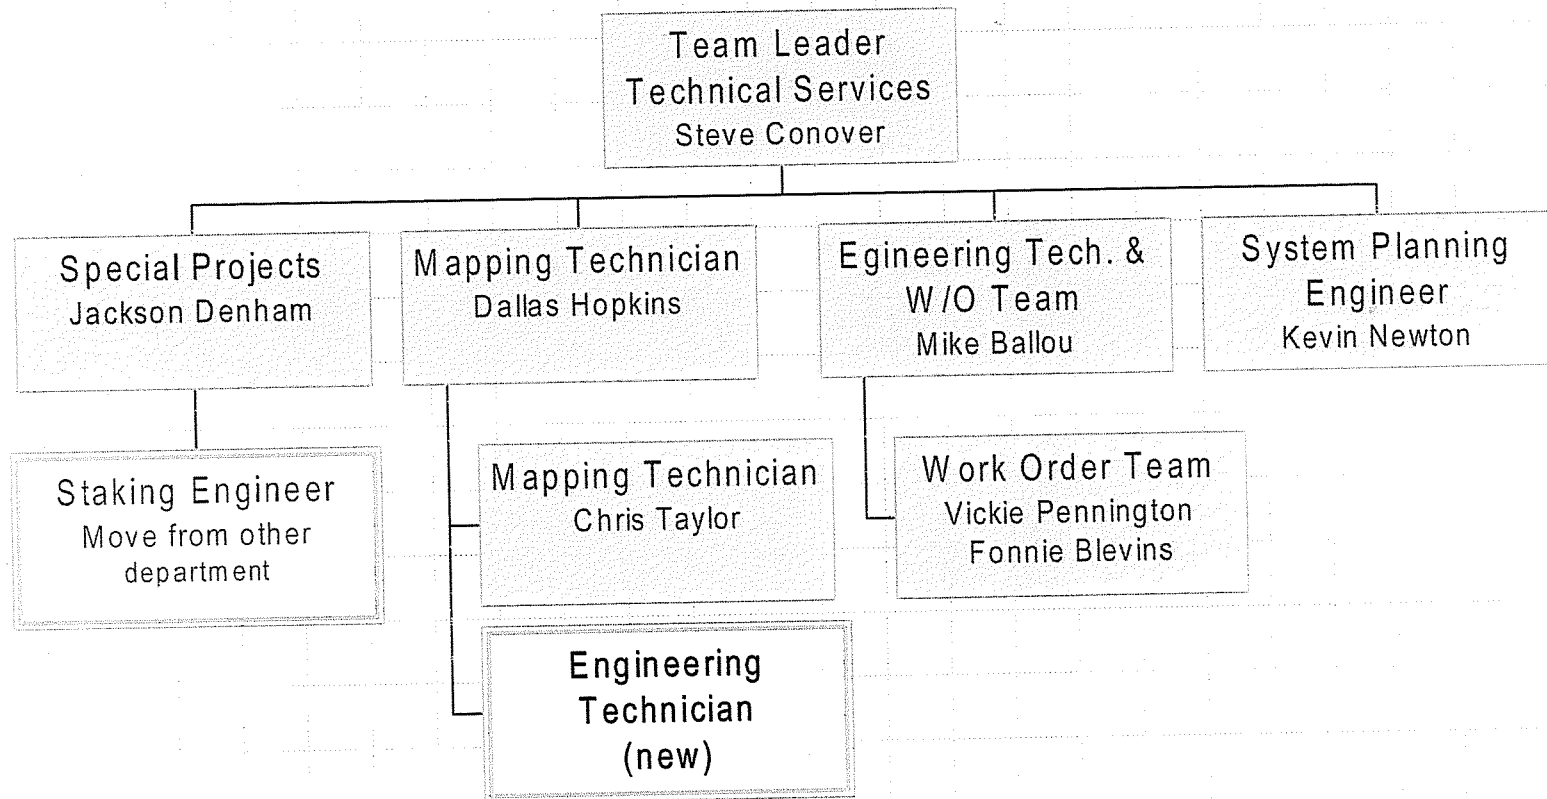 Team Leader
Technical Services
Steve Conover
Special Projects
Jackson Denham
Mapping Technician
Dallas Hopkins
Egineering Tech. &
W/O Team
Mike Ballou
System Planning
Engineer
Kevin Newton
Staking Engineer
Move from other
department
Mapping Technician
Chris Taylor
Work Order Team
Vickie Pennington
Fonnie Blevins
Engineering
Technician
(new)